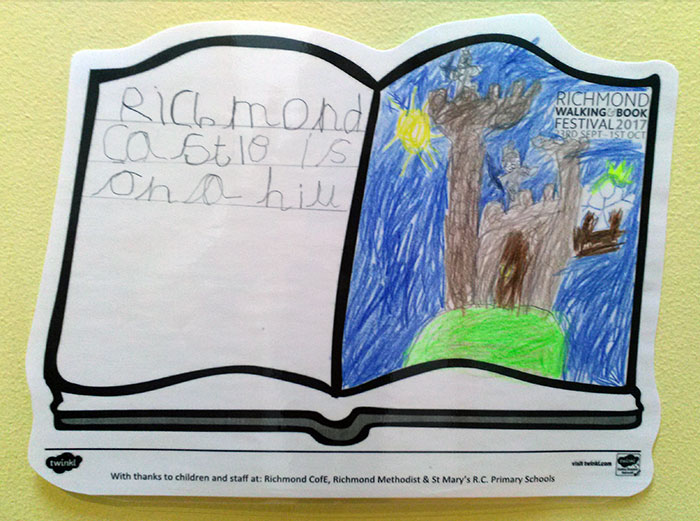 Richmond
castle is
on a hill
RICHMOND
WALKING & BOOK
FESTIVAL 2017
23RD SEPT - 1ST OCT
twinkl
visit twinkl.com
With thanks to children and staff at: Richmond CofE, Richmond Methodist & St Mary's R.C. Primary Schools